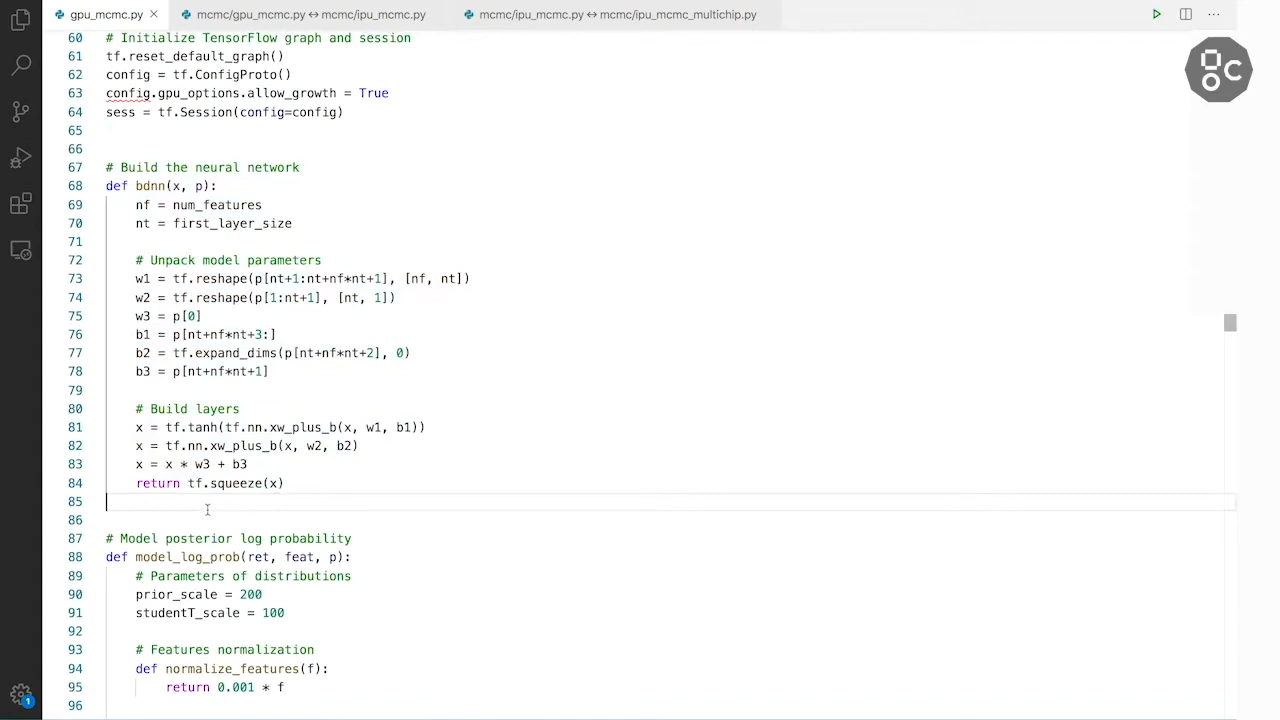 gpu_mcmc.py
mcmc/gpu_mcmc.py ↔ mcmc/ipu_mcmc.py
mcmc/ipu_mcmc.py ↔ mcmc/ipu_mcmc_multichip.py
60 # Initialize TensorFlow graph and session
61 tf.reset_default_graph()
62 config = tf.ConfigProto()
63 config.gpu_options.allow_growth = True
64 sess = tf.Session(config=config)
65
66
67 # Build the neural network
68 def bdnn(x, p):
69     nf = num_features
70     nt = first_layer_size
71
72     # Unpack model parameters
73     w1 = tf.reshape(p[nt+1:nt+nf*nt+1], [nf, nt])
74     w2 = tf.reshape(p[1:nt+1], [nt, 1])
75     w3 = p[0]
76     b1 = p[nt+nf*nt+3:]
77     b2 = tf.expand_dims(p[nt+nf*nt+2], 0)
78     b3 = p[nt+nf*nt+1]
79
80     # Build layers
81     x = tf.tanh(tf.nn.xw_plus_b(x, w1, b1))
82     x = tf.nn.xw_plus_b(x, w2, b2)
83     x = x * w3 + b3
84     return tf.squeeze(x)
85
86
87 # Model posterior log probability
88 def model_log_prob(ret, feat, p):
89     # Parameters of distributions
90     prior_scale = 200
91     studentT_scale = 100
92
93     # Features normalization
94     def normalize_features(f):
95         return 0.001 * f
96
1